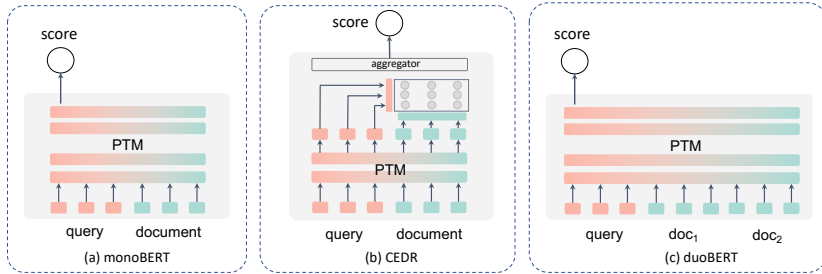 score
PTM
query document
(a) monoBERT
score
aggregator
PTM
query document
(b) CEDR
score
PTM
query doc1 doc2
(c) duoBERT